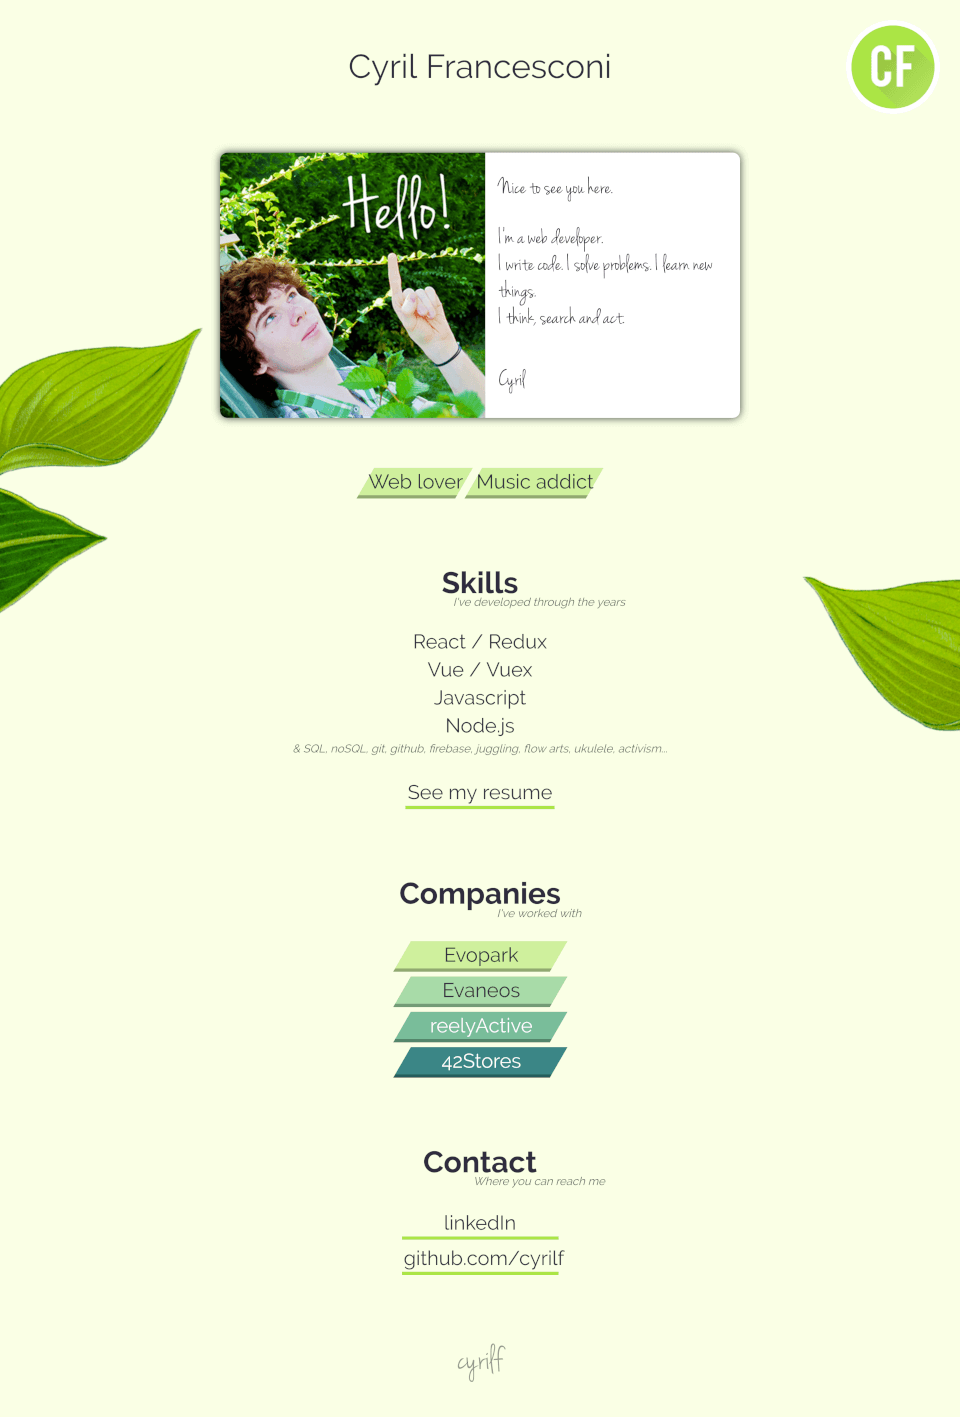 Cyril Francesconi
CF
Hello!
Nice to see you here.
I'm a web developer.
I write code. I solve problems. I learn new
things.
I think, search and act.
Cyril
Web lover
Music addict
Skills
I've developed through the years
React / Redux
Vue / Vuex
Javascript
Node.js
& SQL, noSQL, git, github, firebase, juggling, flow arts, ukulele, activism...
See my resume
Companies
I've worked with
Evopark
Evaneos
reelyActive
42Stores
Contact
Where you can reach me
linkedIn
github.com/cyrilf
cyrilf